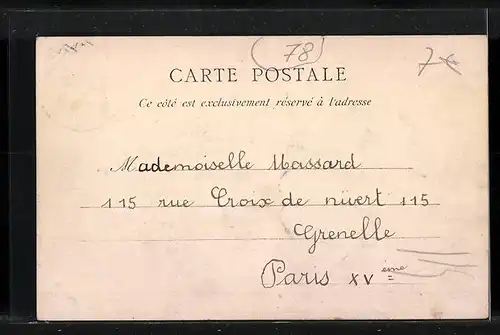 78
7€
CARTE POSTALE
Ce côté est exclusivement réservé à l'adresse
Mademoiselle Massard
115 rue Croix de nivert 115
Grenelle
Paris XVeme